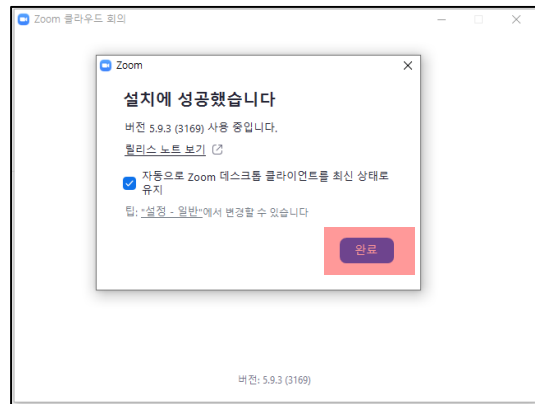 Zoom 클라우드 회의
Zoom
설치에 성공했습니다
버전 5.9.3 (3169) 사용 중입니다.
릴리스 노트 보기
자동으로 Zoom 데스크톱 클라이언트를 최신 상태로
유지
팁: "설정 - 일반"에서 변경할 수 있습니다
완료
버전: 5.9.3 (3169)